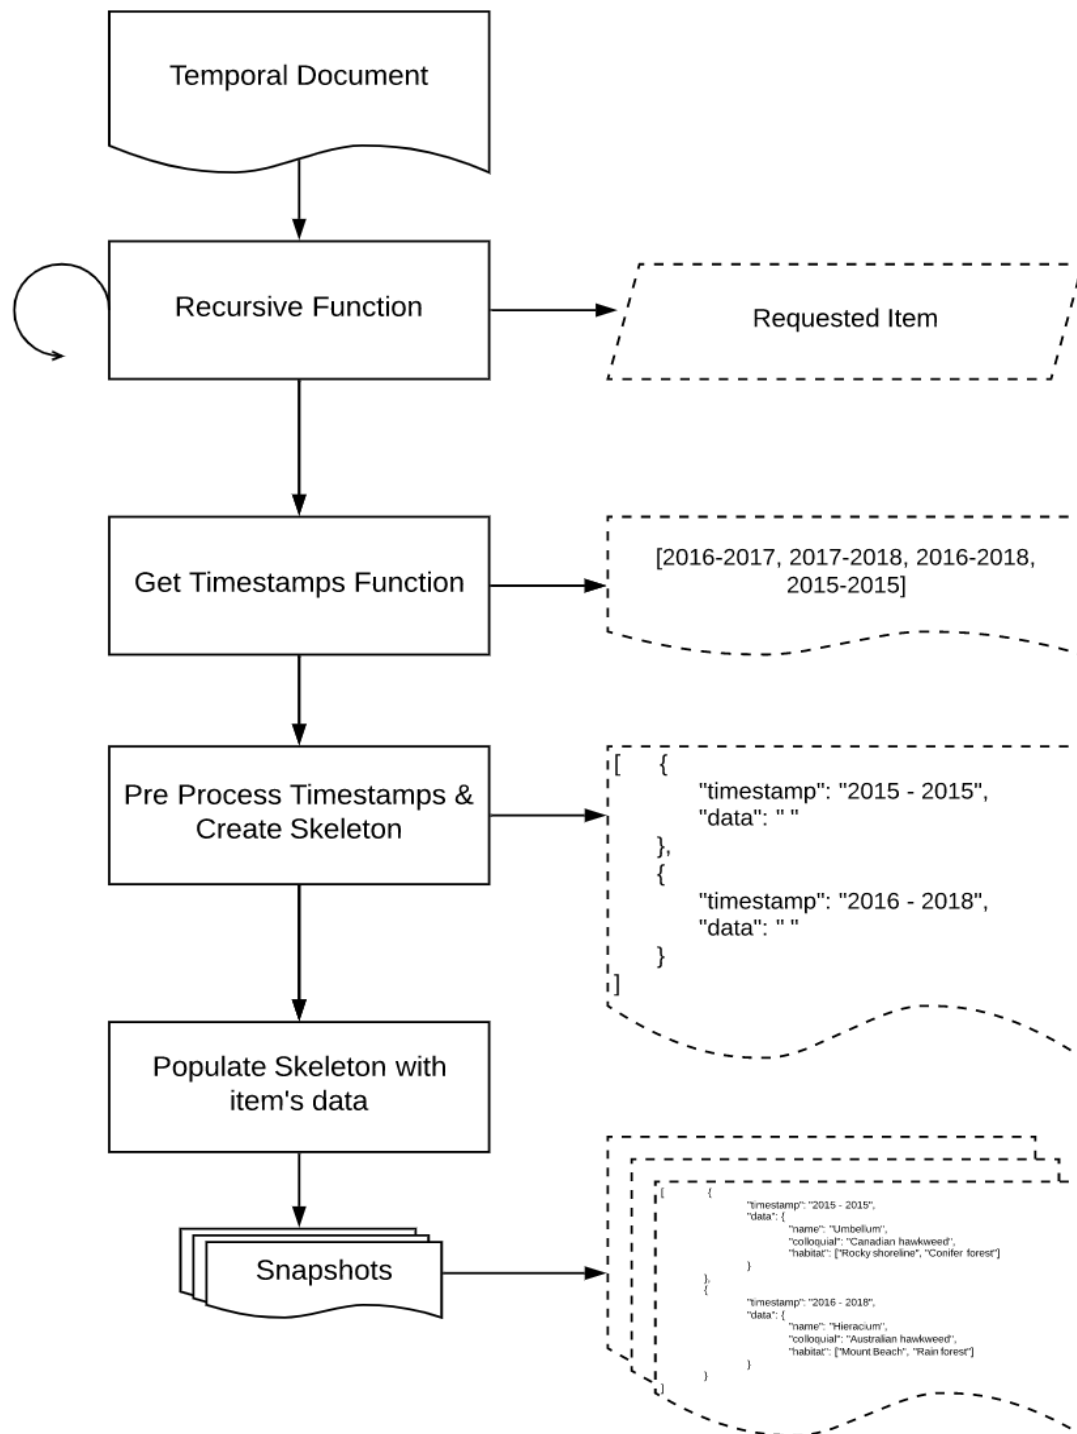 Temporal Document
Recursive Function
Requested Item
Get Timestamps Function
[2016-2017, 2017-2018, 2016-2018,
2015-2015]
Pre Process Timestamps &
Create Skeleton
[ {
"timestamp": "2015 - 2015",
"data": " "
},
{
"timestamp": "2016 - 2018",
"data": " "
}
]
Populate Skeleton with
item's data
Snapshots
[ {
"timestamp": "2015 - 2015",
"data": {
"name": "Umbellum",
"colloquial": "Canadian hawkweed",
"habitat": ["Rocky shoreline", "Conifer forest"]
}
},
{
"timestamp": "2016 - 2018",
"data": {
"name": "Hieracium",
"colloquial": "Australian hawkweed",
"habitat": ["Mount Beach", "Rain forest"]
}
}
]